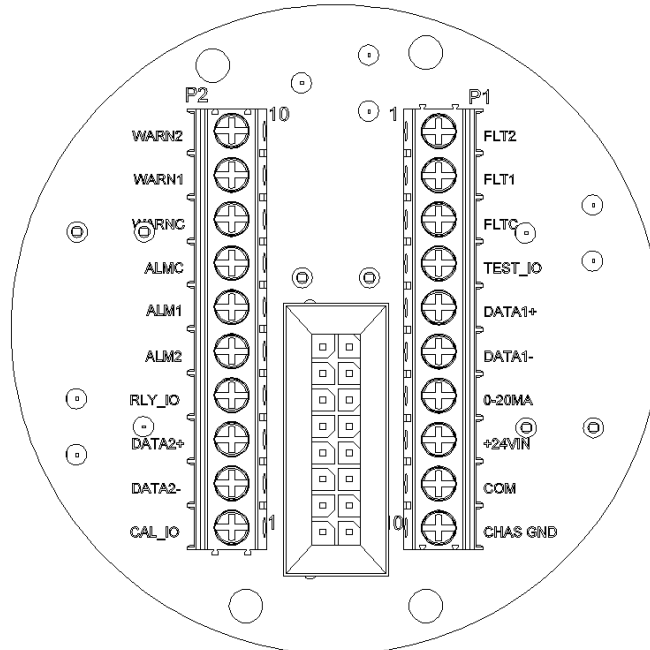 P2
10
WARN2
WARN1
WARNC
ALMC
ALM1
ALM2
RLY_IO
DATA2+
DATA2-
CAL_IO
1
P1
1
FLT2
FLT1
FLTC
TEST_IO
DATA1+
DATA1-
0-20MA
+24VIN
COM
CHAS GND
10